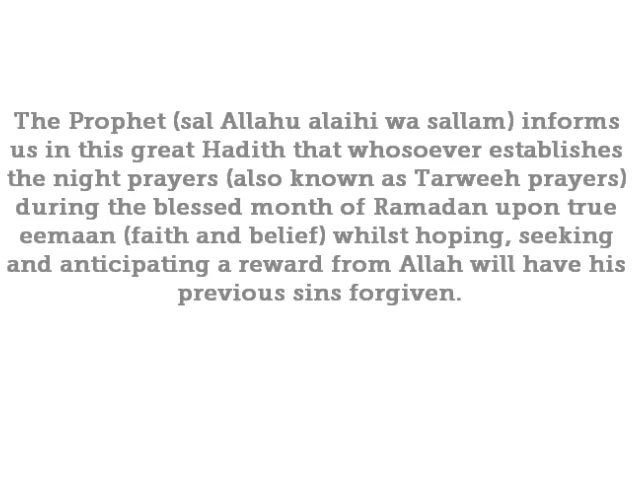 The Prophet (sal Allahu alaihi wa sallam) informs
us in this great Hadith that whosoever establishes
the night prayers (also known as Tarweeh prayers)
during the blessed month of Ramadan upon true
eemaan (faith and belief) whilst hoping, seeking
and anticipating a reward from Allah will have his
previous sins forgiven.